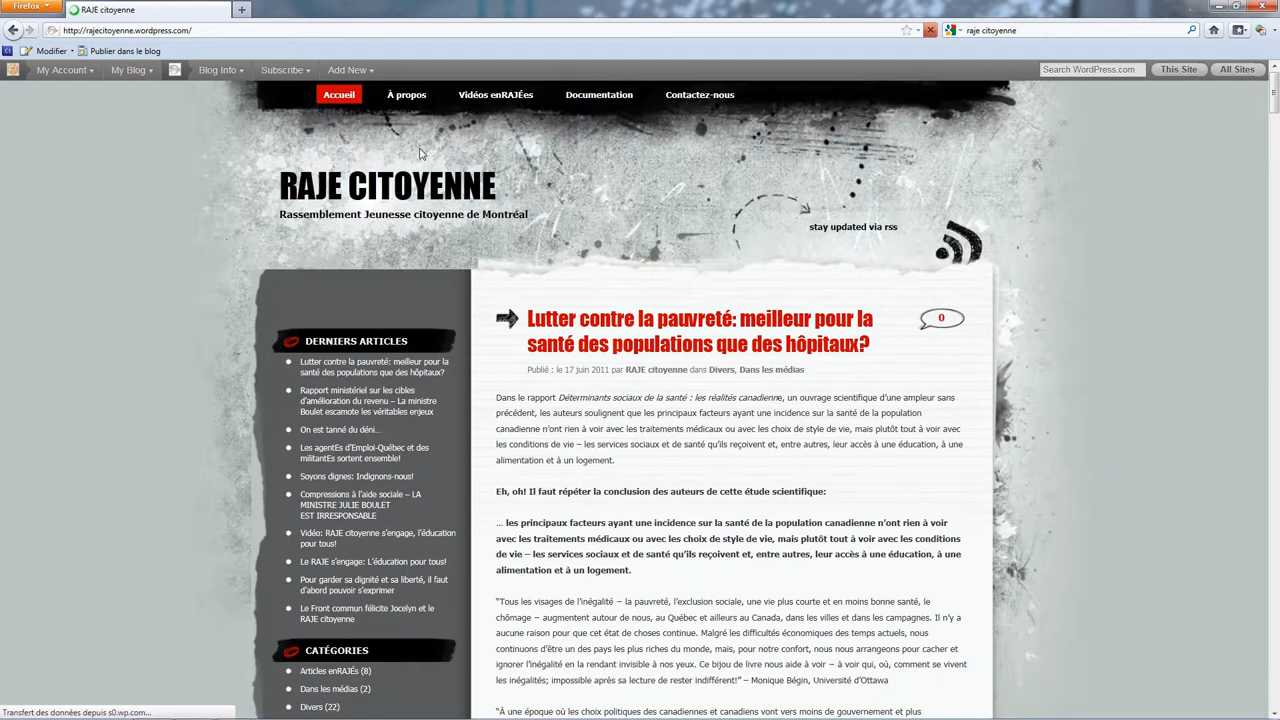 Firefox
RAJE citoyenne
http://rajecitoyenne.wordpress.com/
raje citoyenne
Modifier
Publier dans le blog
My Account
My Blog
Blog Info
Subscribe
Add New
Search WordPress.com
This Site
All Sites
Accueil
À propos
Vidéos enRAJEes
Documentation
Contactez-nous
RAJE CITOYENNE
Rassemblement Jeunesse citoyenne de Montréal
stay updated via rss
DERNIERS ARTICLES
Lutter contre la pauvreté: meilleur pour la
santé des populations que des hôpitaux?
Rapport ministériel sur les cibles
d'amélioration du revenu – La ministre
Boulet escamote les véritables enjeux
On est tanné du déni...
Les agentEs d'Emploi-Québec et des
militantEs sortent ensemble!
Soyons dignes: Indignons-nous!
Compressions à l'aide sociale – LA
MINISTRE JULIE BOULET
EST IRRESPONSABLE
Vidéo: RAJE citoyenne s'engage, l'éducation
pour tous!
Le RAJE s'engage: L'éducation pour tous!
Pour garder sa dignité et sa liberté, il faut
d'abord pouvoir s'exprimer
Le Front commun félicite Jocelyn et le
RAJE citoyenne
CATÉGORIES
Articles enRAJÉs (8)
Dans les médias (2)
Divers (22)
Lutter contre la pauvreté: meilleur pour la
santé des populations que des hôpitaux?
0
Publié : le 17 juin 2011 par RAJE citoyenne dans Divers, Dans les médias
Dans le rapport Déterminants sociaux de la santé : les réalités canadienne, un ouvrage scientifique d'une ampleur sans
précédent, les auteurs soulignent que les principaux facteurs ayant une incidence sur la santé de la population
canadienne n'ont rien à voir avec les traitements médicaux ou avec les choix de style de vie, mais plutôt tout à voir avec
les conditions de vie – les services sociaux et de santé qu'ils reçoivent et, entre autres, leur accès à une éducation, à une
alimentation et à un logement.
Eh, oh! Il faut répéter la conclusion des auteurs de cette étude scientifique:
... les principaux facteurs ayant une incidence sur la santé de la population canadienne n'ont rien à voir
avec les traitements médicaux ou avec les choix de style de vie, mais plutôt tout à voir avec les conditions
de vie – les services sociaux et de santé qu'ils reçoivent et, entre autres, leur accès à une éducation, à une
alimentation et à un logement.
"Tous les visages de l'inégalité – la pauvreté, l'exclusion sociale, une vie plus courte et en moins bonne santé, le
chômage – augmentent autour de nous, au Québec et ailleurs au Canada, dans les villes et dans les campagnes. Il n'y a
aucune raison pour que cet état de choses continue. Malgré les difficultés économiques des temps actuels, nous
continuons d'être un des pays les plus riches du monde, mais, pour notre confort, nous nous arrangeons pour cacher et
ignorer l'inégalité en la rendant invisible à nos yeux. Ce bijou de livre nous aide à voir – à voir qui, où, comment se vivent
les inégalités; impossible après sa lecture de rester indifférent!" – Monique Bégin, Université d'Ottawa
"À une époque où les choix politiques des canadiennes et canadiens vont vers moins de gouvernement et plus
Transfert des données depuis s0.wp.com...